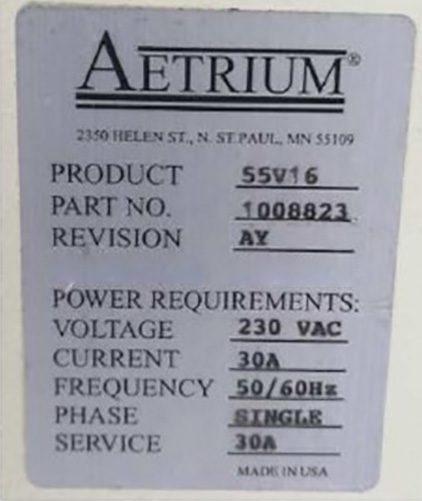 AETRIUM®
2350 HELEN ST., N. ST.PAUL, MN 55109
PRODUCT 55V16
PART NO. 1008823
REVISION AY
POWER REQUIREMENTS:
VOLTAGE 230 VAC
CURRENT 30A
FREQUENCY 50/60Hz
PHASE SINGLE
SERVICE 30A
MADE IN USA